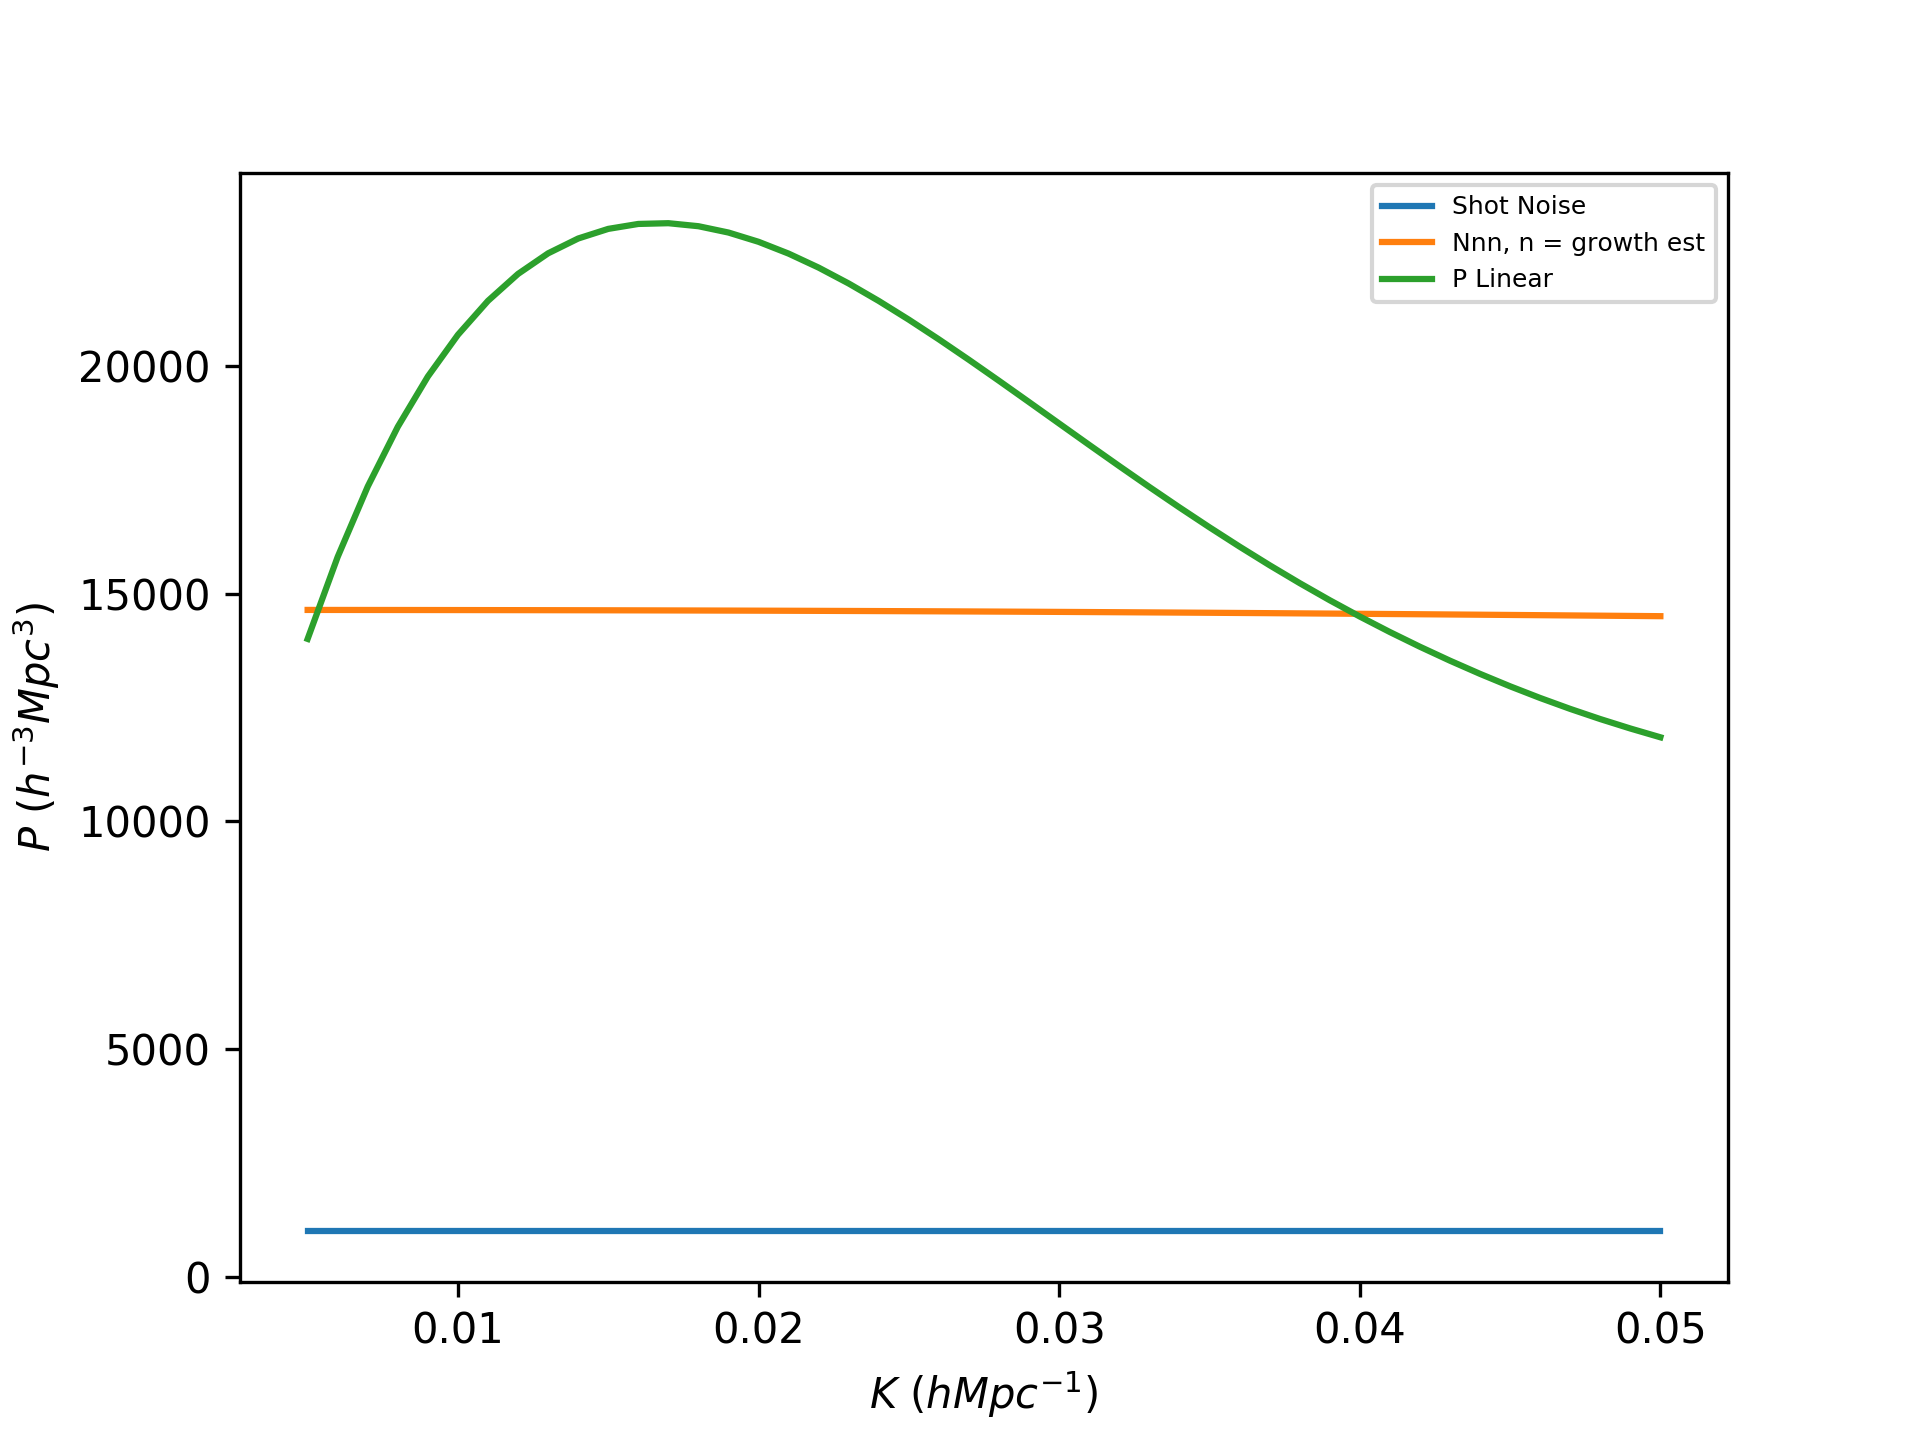 Shot Noise
Nnn, n = growth est
P Linear
20000
15000
10000
5000
0
P (h⁻³Mpc³)
0.01 0.02 0.03 0.04 0.05
K (hMpc⁻¹)